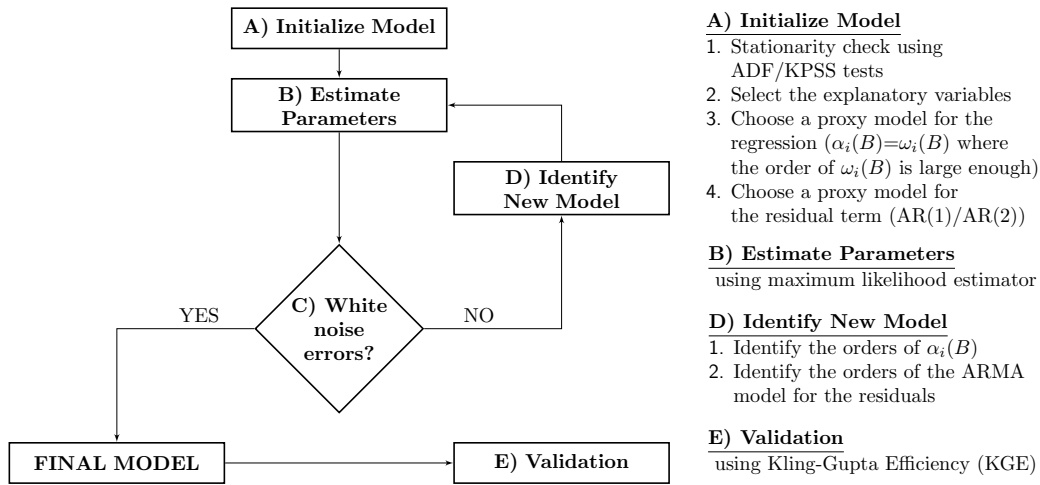 A) Initialize Model
B) Estimate
Parameters
D) Identify
New Model
C) White
noise
errors?
YES
NO
FINAL MODEL
E) Validation
A) Initialize Model
1. Stationarity check using
ADF/KPSS tests
2. Select the explanatory variables
3. Choose a proxy model for the
regression (αᵢ(B)=ωᵢ(B) where
the order of ωᵢ(B) is large enough)
4. Choose a proxy model for
the residual term (AR(1)/AR(2))
B) Estimate Parameters
using maximum likelihood estimator
D) Identify New Model
1. Identify the orders of αᵢ(B)
2. Identify the orders of the ARMA
model for the residuals
E) Validation
using Kling-Gupta Efficiency (KGE)